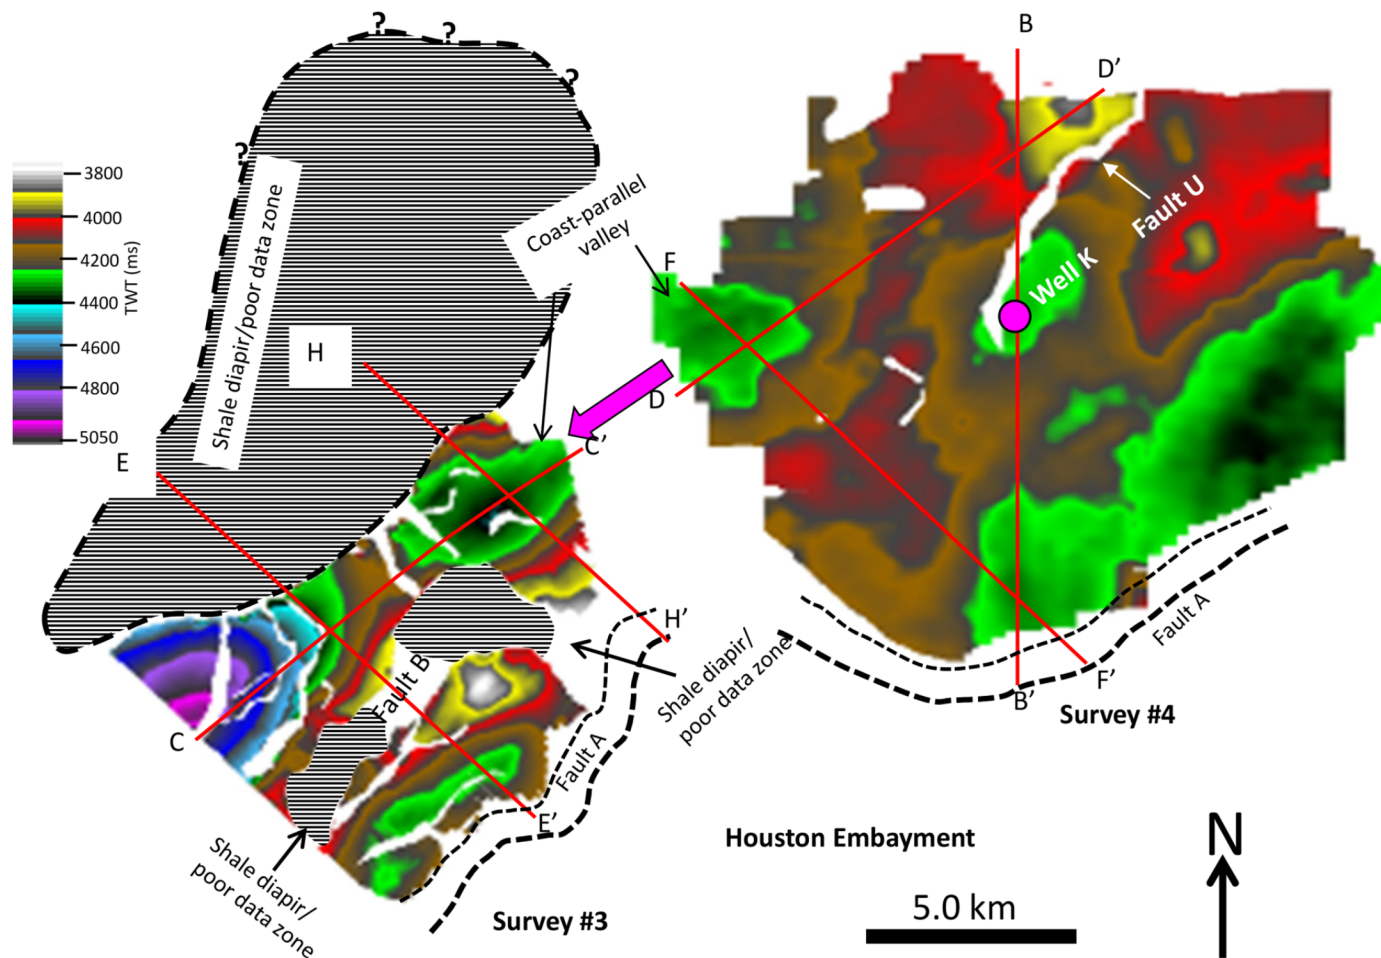 ?
?
?
?
B
D’
3800
4000
4200
4400
4600
4800
5050
TWT (ms)
Shale diapir/poor data zone
Coast-parallel
valley
F
Fault U
Well K
H
D
C’
E
H’
Fault B
Shale diapir/
poor data zone
Fault A
F’
B’
Survey #4
C
Fault A
E’
Shale diapir/
poor data zone
Houston Embayment
N
5.0 km
Survey #3